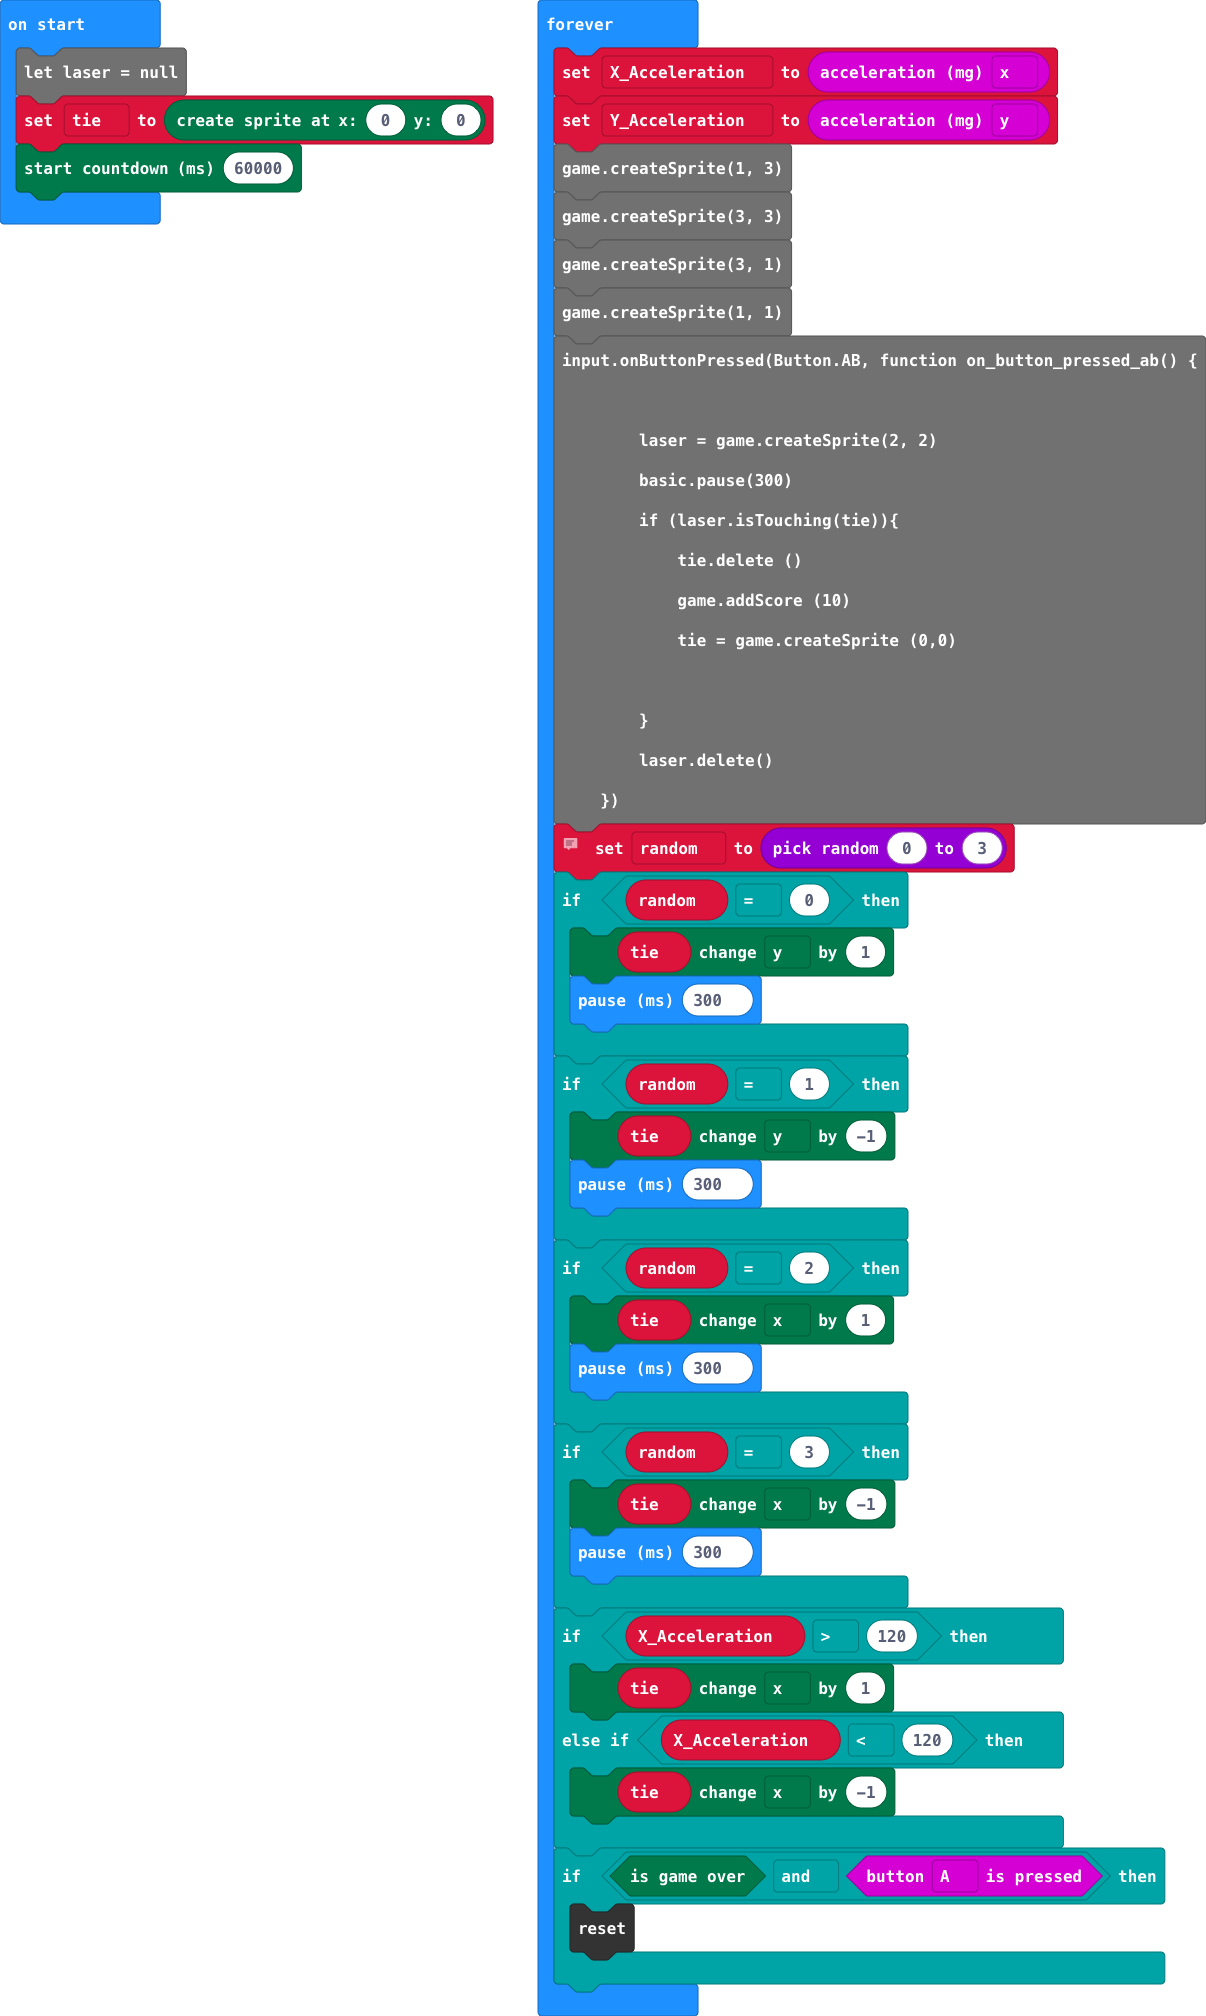 on start
let laser = null
set tie to create sprite at x: 0 y: 0
start countdown (ms) 60000
forever
set X_Acceleration to acceleration (mg) x
set Y_Acceleration to acceleration (mg) y
game.createSprite(1, 3)
game.createSprite(3, 3)
game.createSprite(3, 1)
game.createSprite(1, 1)
input.onButtonPressed(Button.AB, function on_button_pressed_ab() {
laser = game.createSprite(2, 2)
basic.pause(300)
if (laser.isTouching(tie)){
tie.delete ()
game.addScore (10)
tie = game.createSprite (0,0)
}
laser.delete()
})
set random to pick random 0 to 3
if random = 0 then
tie change y by 1
pause (ms) 300
if random = 1 then
tie change y by -1
pause (ms) 300
if random = 2 then
tie change x by 1
pause (ms) 300
if random = 3 then
tie change x by -1
pause (ms) 300
if X_Acceleration > 120 then
tie change x by 1
else if X_Acceleration < 120 then
tie change x by -1
if is game over and button A is pressed then
reset